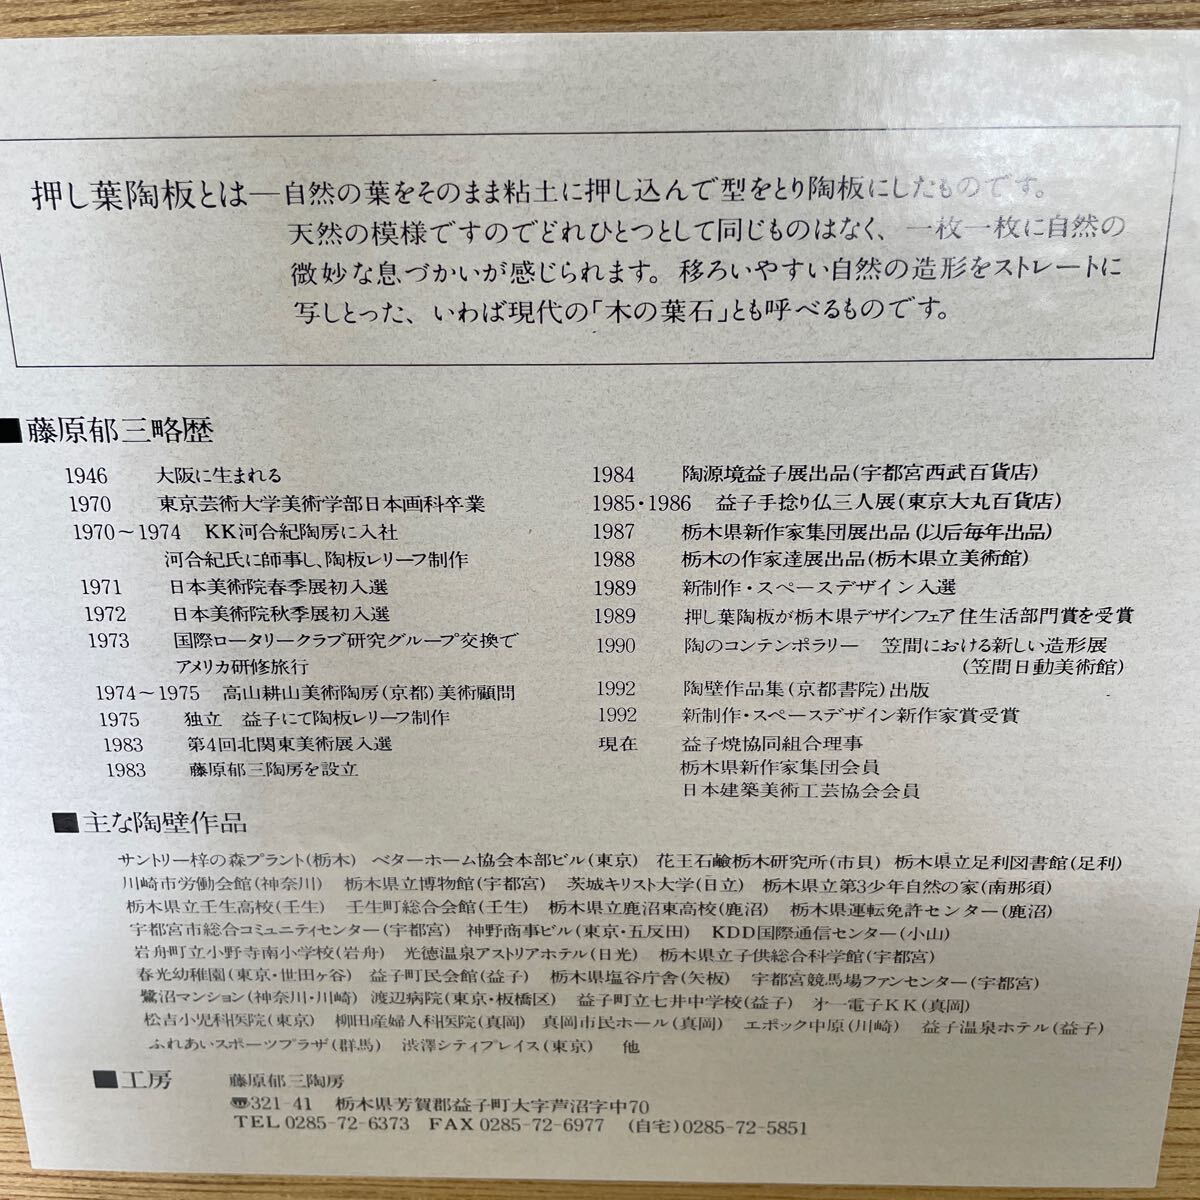 押し葉陶板とは―自然の葉をそのまま粘土に押し込んで型をとり陶板にしたものです。
天然の模様ですのでどれひとつとして同じものはなく、一枚一枚に自然の
微妙な息づかいが感じられます。移ろいやすい自然の造形をストレートに
写しとった、いわば現代の「木の葉石」とも呼べるものです。
■藤原郁三略歴
1946 大阪に生まれる
1970 東京芸術大学美術学部日本画科卒業
1970～1974 KK河合紀陶房に入社
河合紀氏に師事し、陶板レリーフ制作
1971 日本美術院春季展初入選
1972 日本美術院秋季展初入選
1973 国際ロータリークラブ研究グループ交換で
アメリカ研修旅行
1974～1975 高山耕山美術陶房(京都)美術顧問
1975 独立 益子にて陶板レリーフ制作
1983 第4回北関東美術展入選
1983 藤原郁三陶房を設立
1984 陶源境益子展出品(宇都宮西武百貨店)
1985・1986 益子手捻り仏三人展(東京大丸百貨店)
1987 栃木県新作家集団展出品(以后毎年出品)
1988 栃木の作家達展出品(栃木県立美術館)
1989 新制作・スペースデザイン入選
1989 押し葉陶板が栃木県デザインフェア住生活部門賞を受賞
1990 陶のコンテンポラリー 笠間における新しい造形展
(笠間日動美術館)
1992 陶壁作品集(京都書院)出版
1992 新制作・スペースデザイン新作家賞受賞
現在 益子焼協同組合理事
栃木県新作家集団会員
日本建築美術工芸協会会員
■主な陶壁作品
サントリー梓の森プラント(栃木) ベターホーム協会本部ビル(東京) 花王石鹸栃木研究所(市貝) 栃木県立足利図書館(足利)
川崎市労働会館(神奈川) 栃木県立博物館(宇都宮) 茨城キリスト大学(日立) 栃木県立第3少年自然の家(南那須)
栃木県立壬生高校(壬生) 壬生町総合会館(壬生) 栃木県立鹿沼東高校(鹿沼) 栃木県運転免許センター(鹿沼)
宇都宮市総合コミュニティセンター(宇都宮) 神野商事ビル(東京・五反田) KDD国際通信センター(小山)
岩舟町立小野寺南小学校(岩舟) 光徳温泉アストリアホテル(日光) 栃木県立子供総合科学館(宇都宮)
春光幼稚園(東京・世田ヶ谷) 益子町民会館(益子) 栃木県塩谷庁舎(矢板) 宇都宮競馬場ファンセンター(宇都宮)
鷺沼マンション(神奈川・川崎) 渡辺病院(東京・板橋区) 益子町立七井中学校(益子) 才一電子KK(真岡)
松吉小児科医院(東京) 柳田産婦人科医院(真岡) 真岡市民ホール(真岡) エポック中原(川崎) 益子温泉ホテル(益子)
ふれあいスポーツプラザ(群馬) 渋澤シティプレイス(東京) 他
■工房 藤原郁三陶房
〠321-41 栃木県芳賀郡益子町大字芦沼字中70
TEL 0285-72-6373 FAX 0285-72-6977 (自宅)0285-72-5851